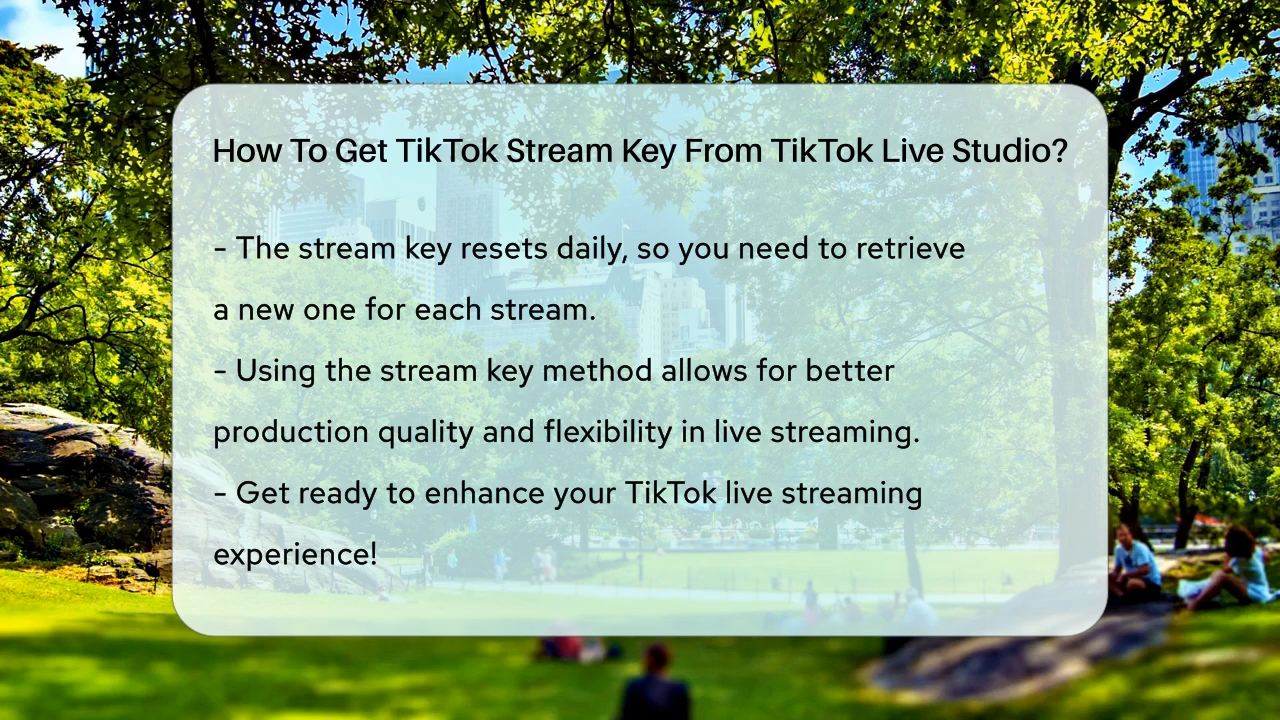 How To Get TikTok Stream Key From TikTok Live Studio?
- The stream key resets daily, so you need to retrieve
a new one for each stream.
- Using the stream key method allows for better
production quality and flexibility in live streaming.
- Get ready to enhance your TikTok live streaming
experience!